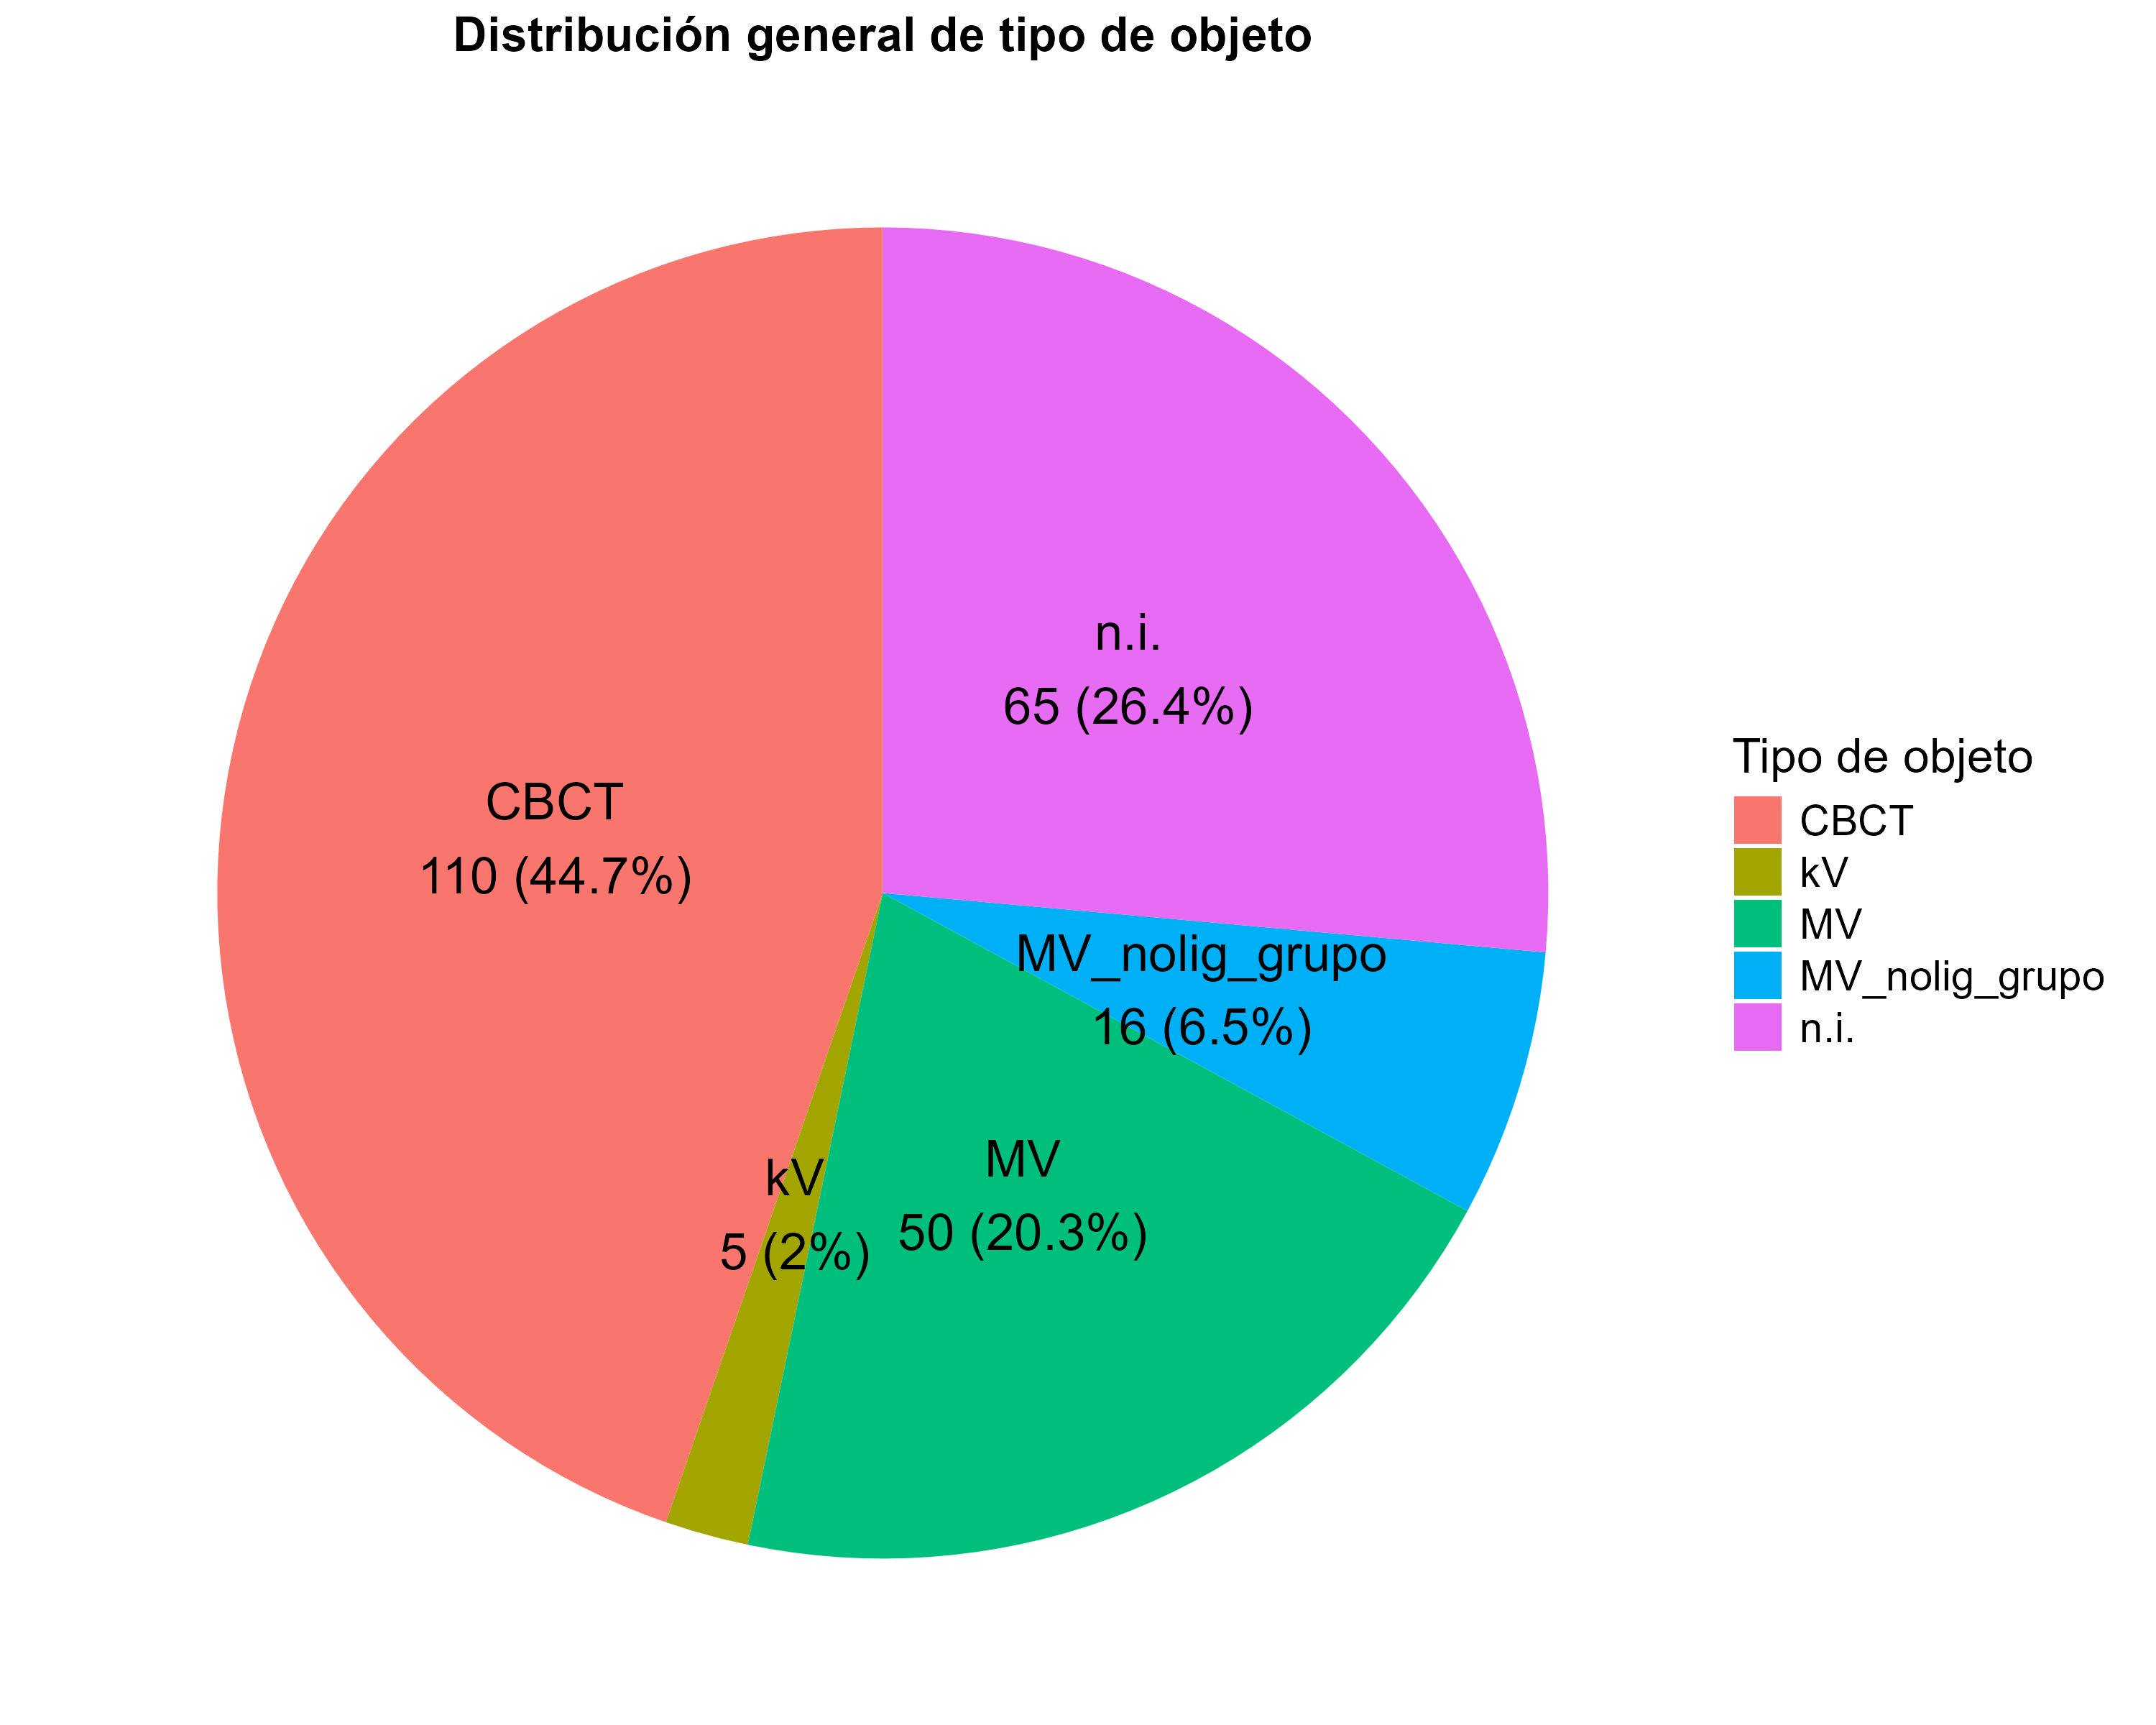 Distribución general de tipo de objeto
n.i.
65 (26.4%)
CBCT
110 (44.7%)
MV_nolig_grupo
16 (6.5%)
MV
50 (20.3%)
kV
5 (2%)
Tipo de objeto
CBCT
kV
MV
MV_nolig_grupo
n.i.